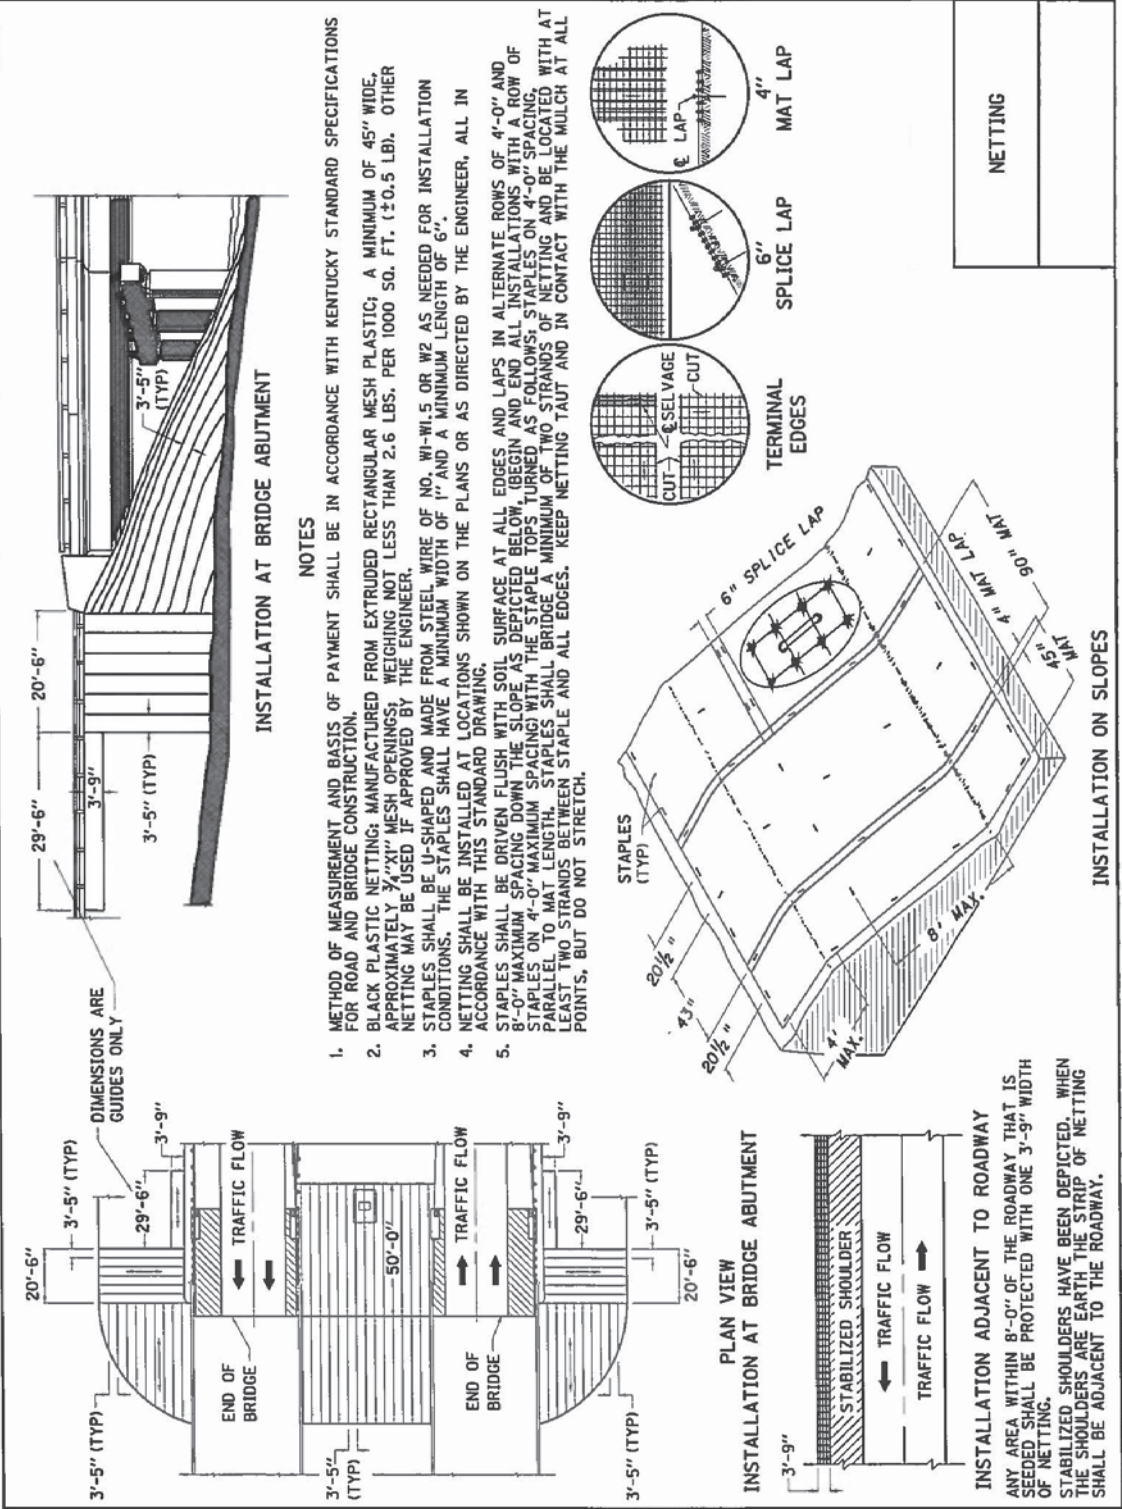 20'-6"
29'-6"
3'-9"
3'-5" (TYP)
3'-5"
(TYP)
INSTALLATION AT BRIDGE ABUTMENT
DIMENSIONS ARE
GUIDES ONLY
NOTES
1. METHOD OF MEASUREMENT AND BASIS OF PAYMENT SHALL BE IN ACCORDANCE WITH KENTUCKY STANDARD SPECIFICATIONS
FOR ROAD AND BRIDGE CONSTRUCTION.
2. BLACK PLASTIC NETTING: MANUFACTURED FROM EXTRUDED RECTANGULAR MESH PLASTIC; A MINIMUM OF 45" WIDE,
APPROXIMATELY 3/4"X1" MESH OPENINGS; WEIGHING NOT LESS THAN 2.6 LBS. PER 1000 SQ. FT. (±0.5 LB). OTHER
NETTING MAY BE USED IF APPROVED BY THE ENGINEER.
3. STAPLES SHALL BE U-SHAPED AND MADE FROM STEEL WIRE OF NO. W1-W1.5 OR W2 AS NEEDED FOR INSTALLATION
CONDITIONS. THE STAPLES SHALL HAVE A MINIMUM WIDTH OF 1" AND A MINIMUM LENGTH OF 6".
4. NETTING SHALL BE INSTALLED AT LOCATIONS SHOWN ON THE PLANS OR AS DIRECTED BY THE ENGINEER, ALL IN
ACCORDANCE WITH THIS STANDARD DRAWING.
5. STAPLES SHALL BE DRIVEN FLUSH WITH SOIL SURFACE AT ALL EDGES AND LAPS IN ALTERNATE ROWS OF 4'-0" AND
8'-0" MAXIMUM SPACING DOWN THE SLOPE AS DEPICTED BELOW. (BEGIN AND END ALL INSTALLATIONS WITH A ROW OF
STAPLES ON 4'-0" MAXIMUM SPACING) WITH THE STAPLE TOPS TURNED AS FOLLOWS: STAPLES ON 4'-0" SPACING,
PARALLEL TO MAT LENGTH. STAPLES SHALL BRIDGE A MINIMUM OF TWO STRANDS OF NETTING AND BE LOCATED WITH AT
LEAST TWO STRANDS BETWEEN STAPLE AND ALL EDGES. KEEP NETTING TAUT AND IN CONTACT WITH THE MULCH AT ALL
POINTS, BUT DO NOT STRETCH.
20'-6"
3'-5" (TYP)
29'-6"
3'-9"
TRAFFIC FLOW
END OF
BRIDGE
50'-0"
TRAFFIC FLOW
END OF
BRIDGE
3'-5" (TYP)
3'-5"
(TYP)
3'-5" (TYP)
3'-9"
29'-6"
3'-5" (TYP)
20'-6"
PLAN VIEW
INSTALLATION AT BRIDGE ABUTMENT
3'-9"
STABILIZED SHOULDER
TRAFFIC FLOW
TRAFFIC FLOW
INSTALLATION ADJACENT TO ROADWAY
ANY AREA WITHIN 8'-0" OF THE ROADWAY THAT IS
SEEDED SHALL BE PROTECTED WITH ONE 3'-9" WIDTH
OF NETTING.
STABILIZED SHOULDERS HAVE BEEN DEPICTED. WHEN
THE SHOULDERS ARE EARTH THE STRIP OF NETTING
SHALL BE ADJACENT TO THE ROADWAY.
STAPLES
(TYP)
6" SPLICE LAP
20½"
43"
20½"
4'
MAX.
8' MAX.
45"
MAT
4" MAT LAP
90" MAT
INSTALLATION ON SLOPES
CUT
℄SELVAGE
CUT
TERMINAL
EDGES
6"
SPLICE LAP
℄ LAP
4"
MAT LAP
NETTING